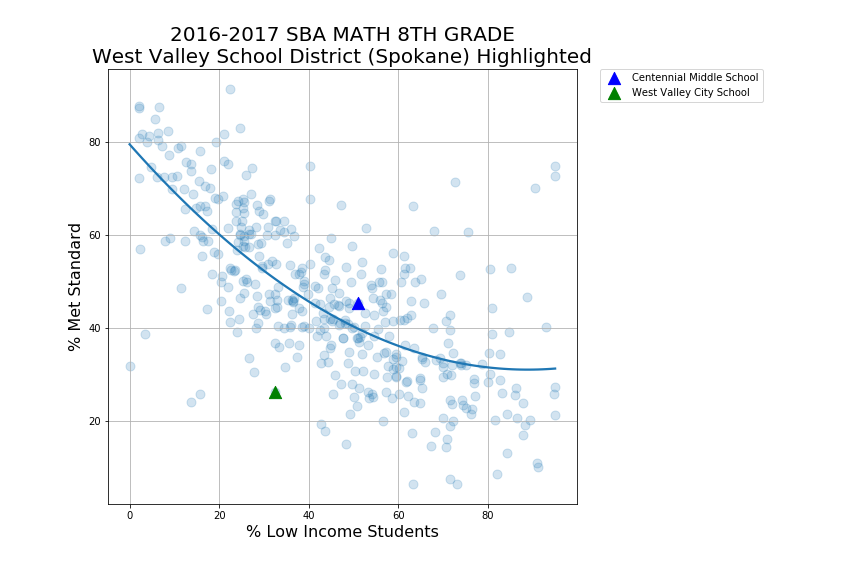 2016-2017 SBA MATH 8TH GRADE
West Valley School District (Spokane) Highlighted
Centennial Middle School
West Valley City School
% Met Standard
80
60
40
20
0 20 40 60 80
% Low Income Students